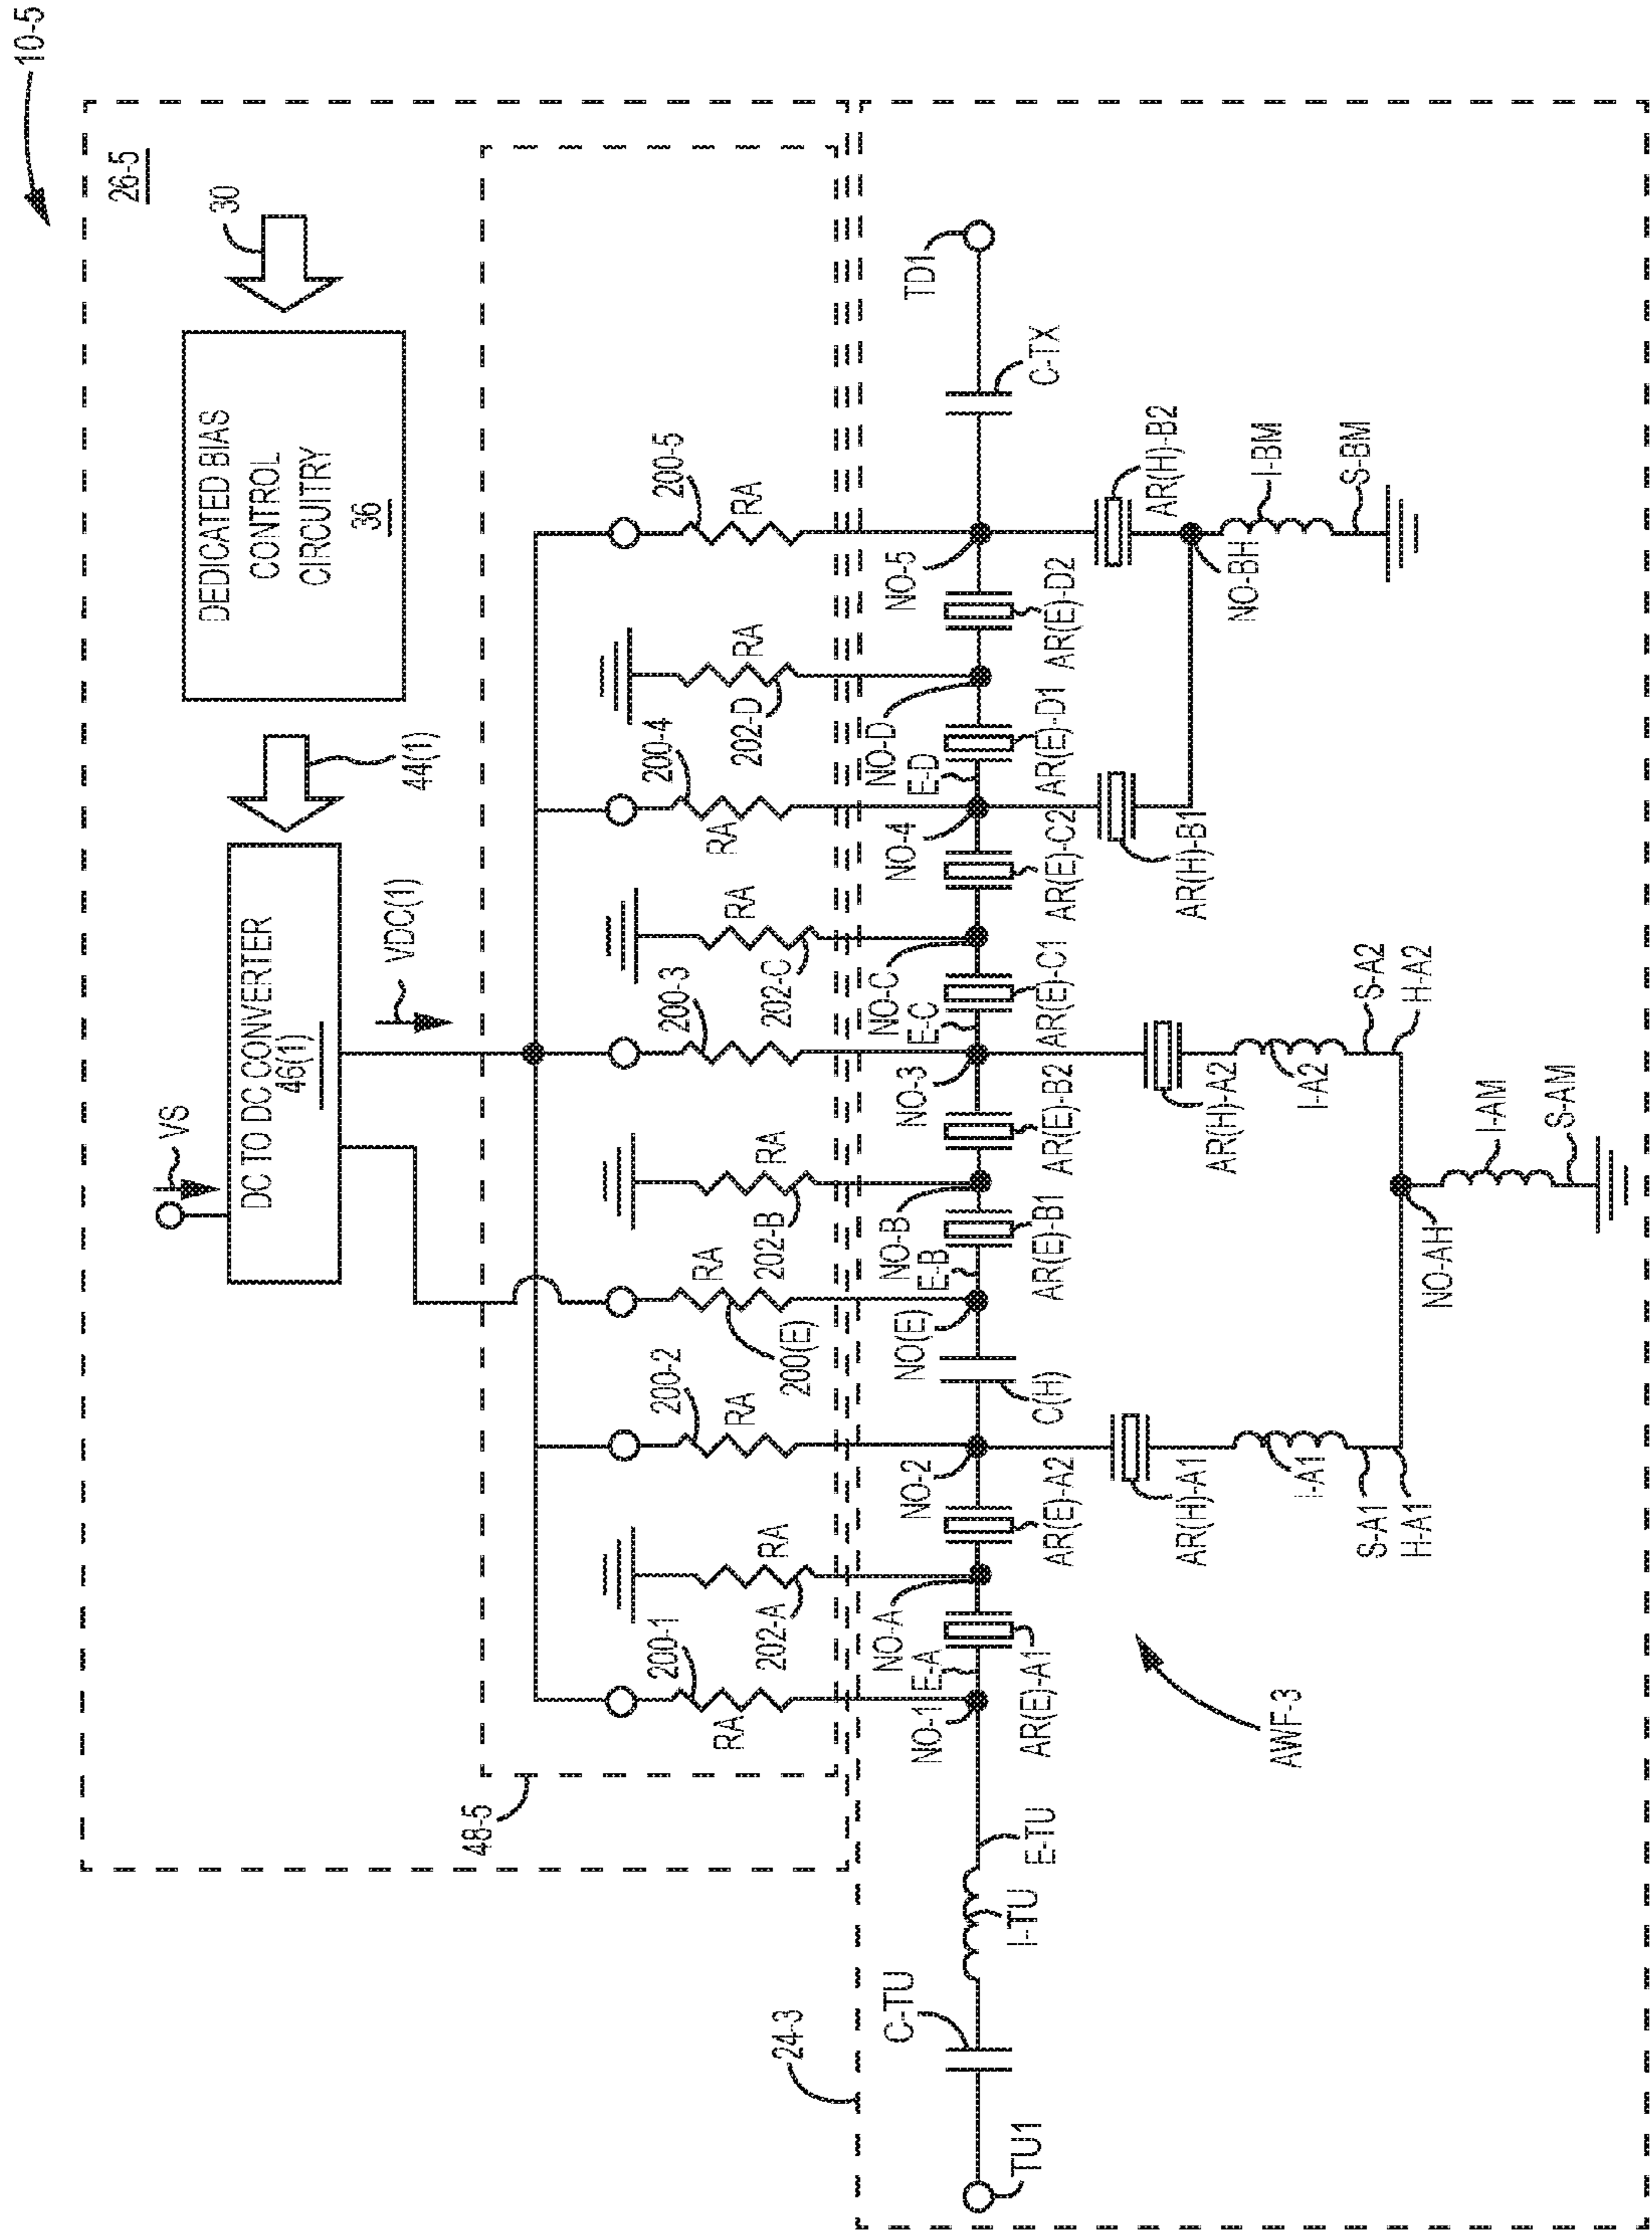 10-5
26-5
30
DEDICATED BIAS
CONTROL
CIRCUITRY
36
44(1)
VS
DC TO DC CONVERTER
46(1)
VDC(1)
48-5
200-1
RA
202-A
RA
200-2
RA
200(E)
RA
202-B
RA
200-3
202-C
RA
200-4
RA
202-D
RA
200-5
RA
24-3
TU1
C-TU
I-TU
E-TU
NO-1
E-A
AR(E)-A1
NO-A
AR(E)-A2
NO-2
C(H)
NO(E)
E-B
AR(E)-B1
NO-B
AR(E)-B2
NO-3
E-C
AR(E)-C1
NO-C
AR(E)-C2
NO-4
E-D
AR(E)-D1
NO-D
AR(E)-D2
NO-5
C-TX
TD1
AR(H)-A1
I-A1
S-A1
H-A1
AR(H)-A2
I-A2
S-A2
H-A2
NO-AH
I-AM
S-AM
AR(H)-B1
AR(H)-B2
NO-BH
I-BM
S-BM
AWF-3